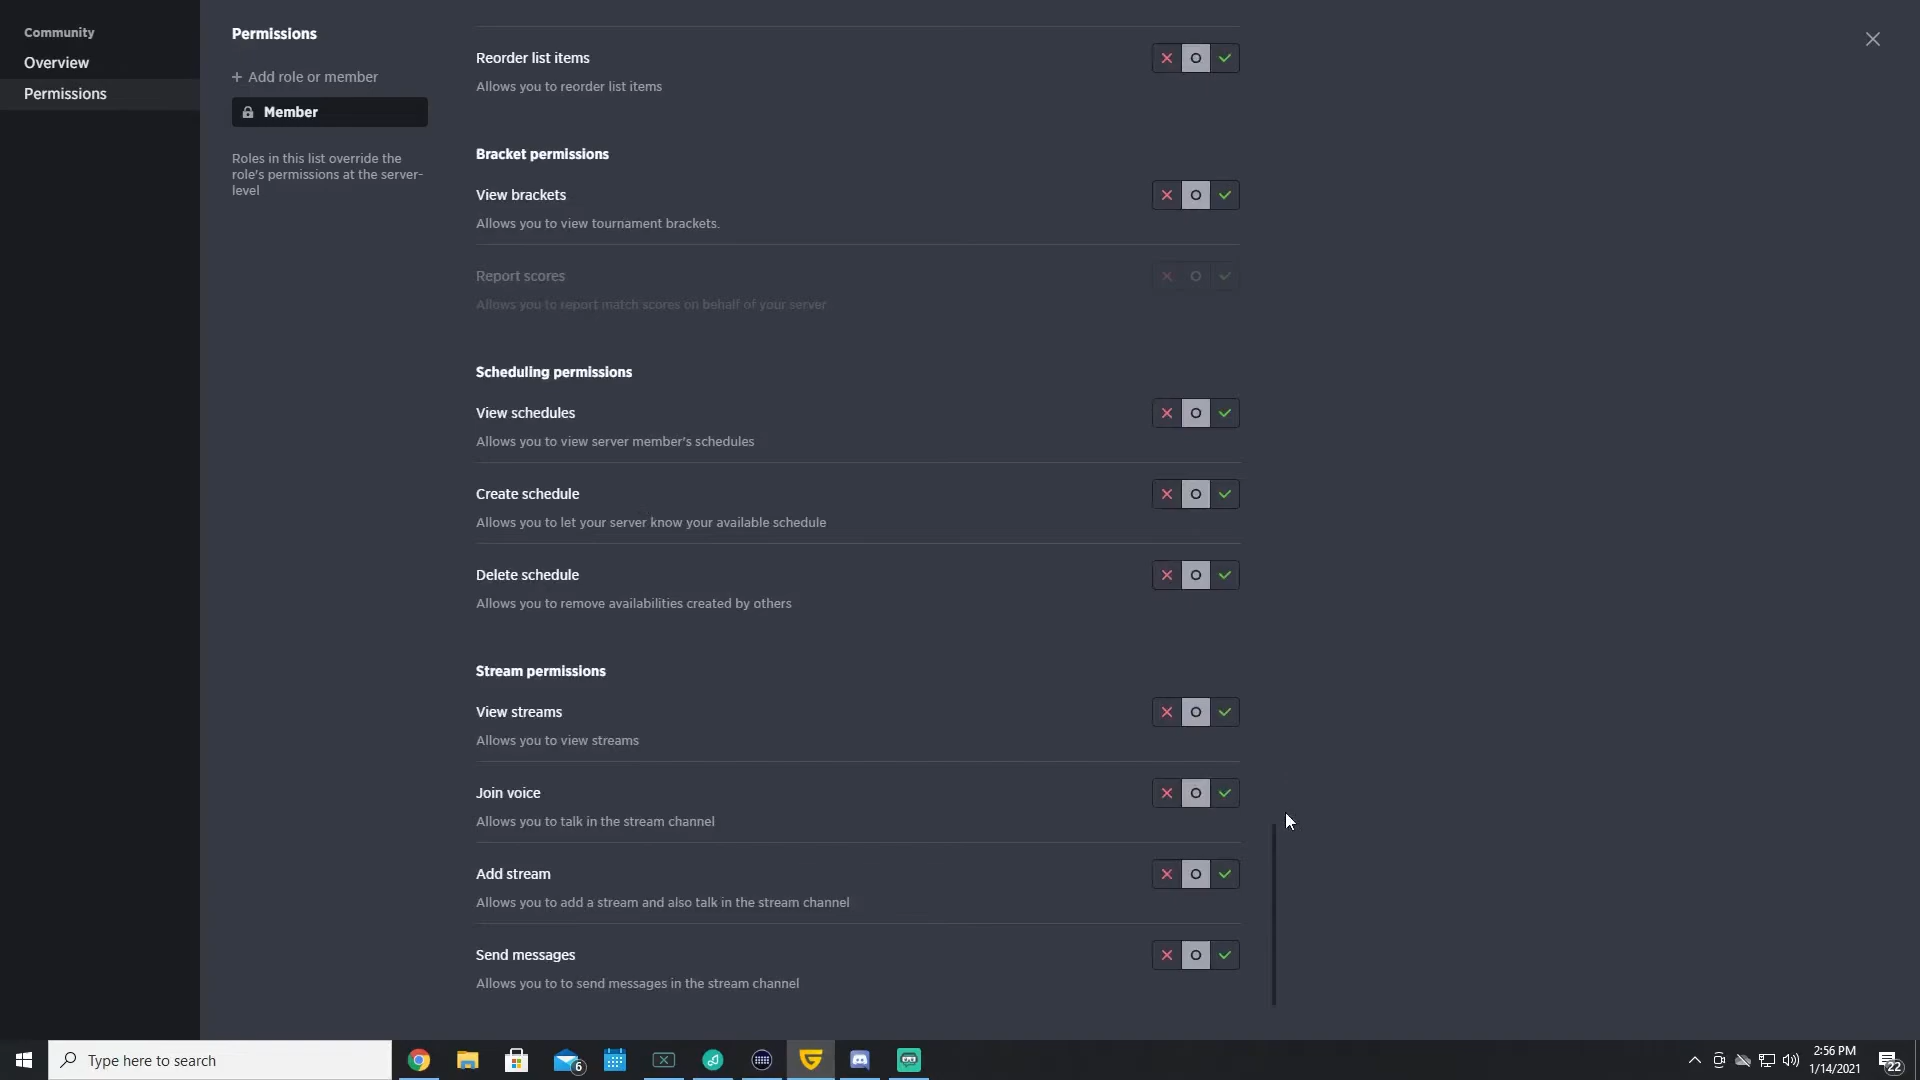 Community
Overview
Permissions
Permissions
+ Add role or member
Member
Roles in this list override the
role's permissions at the server-
level
Reorder list items
Allows you to reorder list items
Bracket permissions
View brackets
Allows you to view tournament brackets.
Report scores
Allows you to report match scores on behalf of your server
Scheduling permissions
View schedules
Allows you to view server member's schedules
Create schedule
Allows you to let your server know your available schedule
Delete schedule
Allows you to remove availabilities created by others
Stream permissions
View streams
Allows you to view streams
Join voice
Allows you to talk in the stream channel
Add stream
Allows you to add a stream and also talk in the stream channel
Send messages
Allows you to to send messages in the stream channel
Type here to search
6
2:56 PM
1/14/2021
22